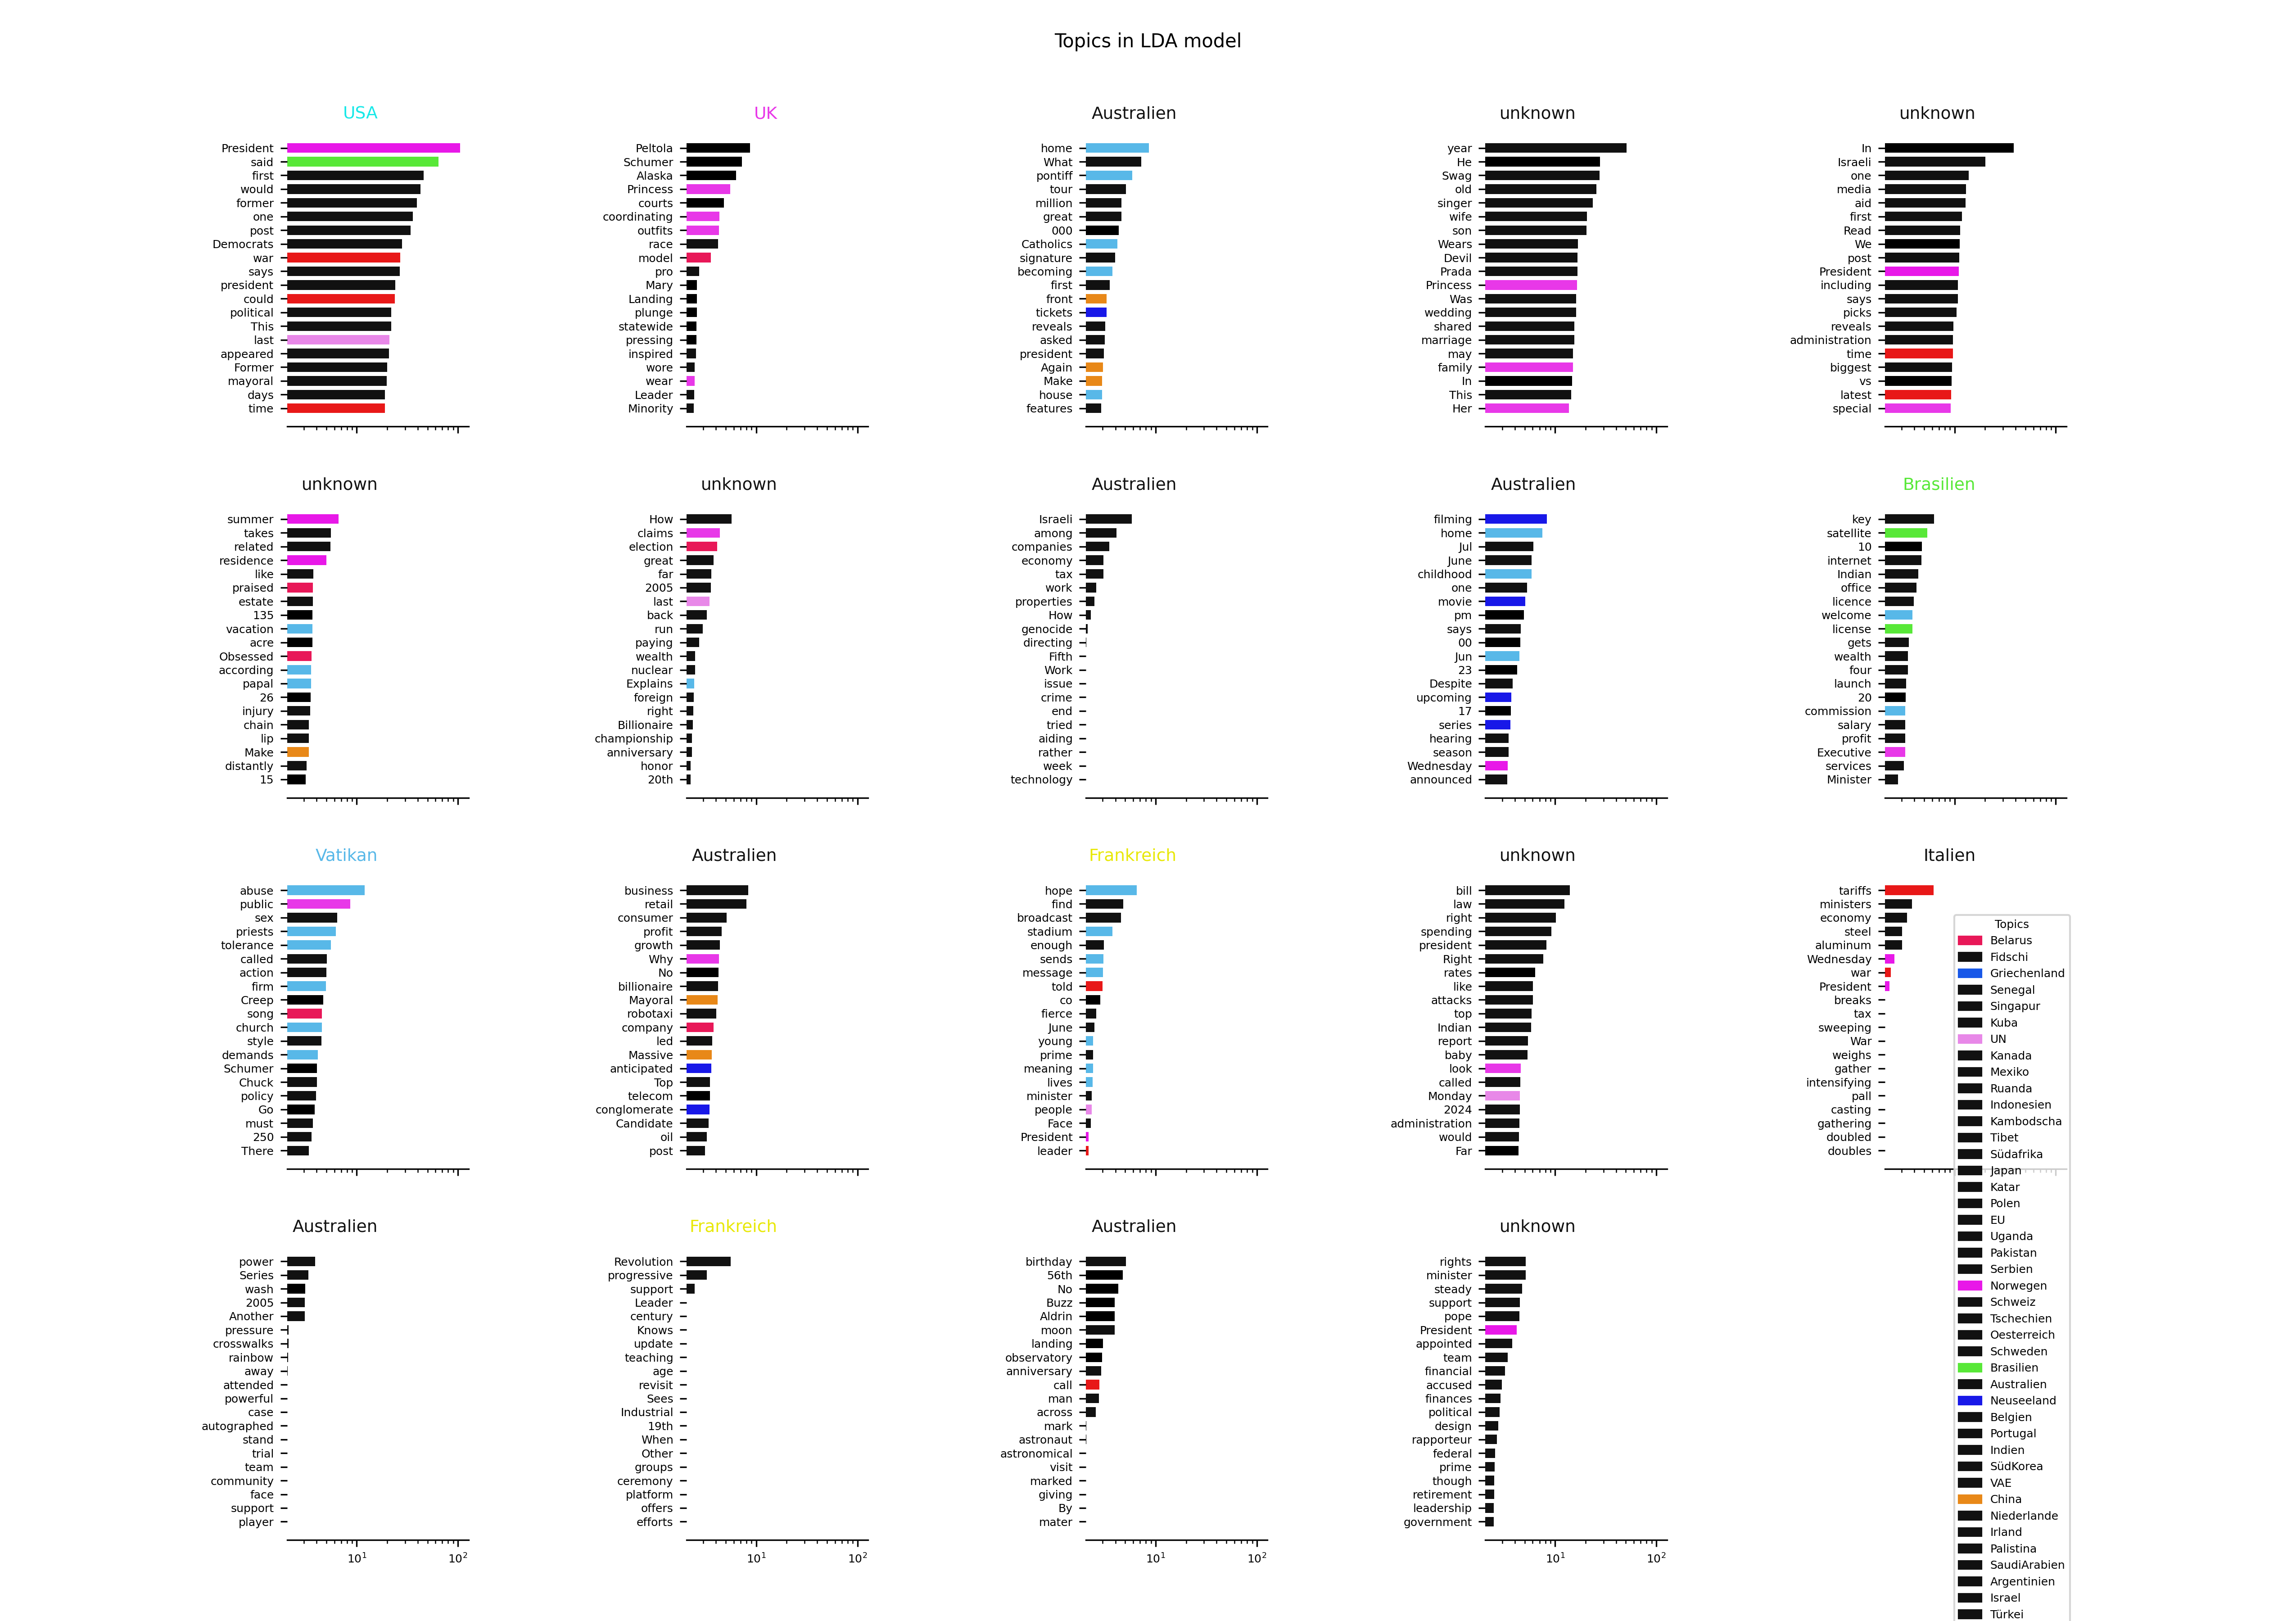 Topics in LDA model
USA
President
said
first
would
former
one
post
Democrats
war
says
president
could
political
This
last
appeared
Former
mayoral
days
time
UK
Peltola
Schumer
Alaska
Princess
courts
coordinating
outfits
race
model
pro
Mary
Landing
plunge
statewide
pressing
inspired
wore
wear
Leader
Minority
Australien
home
What
pontiff
tour
million
great
000
Catholics
signature
becoming
first
front
tickets
reveals
asked
president
Again
Make
house
features
unknown
year
He
Swag
old
singer
wife
son
Wears
Devil
Prada
Princess
Was
wedding
shared
marriage
may
family
In
This
Her
unknown
In
Israeli
one
media
aid
first
Read
We
post
President
including
says
picks
reveals
administration
time
biggest
vs
latest
special
unknown
summer
takes
related
residence
like
praised
estate
135
vacation
acre
Obsessed
according
papal
26
injury
chain
lip
Make
distantly
15
unknown
How
claims
election
great
far
2005
last
back
run
paying
wealth
nuclear
Explains
foreign
right
Billionaire
championship
anniversary
honor
20th
Australien
Israeli
among
companies
economy
tax
work
properties
How
genocide
directing
Fifth
Work
issue
crime
end
tried
aiding
rather
week
technology
Australien
filming
home
Jul
June
childhood
one
movie
pm
says
00
Jun
23
Despite
upcoming
17
series
hearing
season
Wednesday
announced
Brasilien
key
satellite
10
internet
Indian
office
licence
welcome
license
gets
wealth
four
launch
20
commission
salary
profit
Executive
services
Minister
Vatikan
abuse
public
sex
priests
tolerance
called
action
firm
Creep
song
church
style
demands
Schumer
Chuck
policy
Go
must
250
There
Australien
business
retail
consumer
profit
growth
Why
No
billionaire
Mayoral
robotaxi
company
led
Massive
anticipated
Top
telecom
conglomerate
Candidate
oil
post
Frankreich
hope
find
broadcast
stadium
enough
sends
message
told
co
fierce
June
young
prime
meaning
lives
minister
people
Face
President
leader
unknown
bill
law
right
spending
president
Right
rates
like
attacks
top
Indian
report
baby
look
called
Monday
2024
administration
would
Far
Italien
tariffs
ministers
economy
steel
aluminum
Wednesday
war
President
breaks
tax
sweeping
War
weighs
gather
intensifying
pall
casting
gathering
doubled
doubles
Australien
power
Series
wash
2005
Another
pressure
crosswalks
rainbow
away
attended
powerful
case
autographed
stand
trial
team
community
face
support
player
10¹ 10²
Frankreich
Revolution
progressive
support
Leader
century
Knows
update
teaching
age
revisit
Sees
Industrial
19th
When
Other
groups
ceremony
platform
offers
efforts
10¹ 10²
Australien
birthday
56th
No
Buzz
Aldrin
moon
landing
observatory
anniversary
call
man
across
mark
astronaut
astronomical
visit
marked
giving
By
mater
10¹ 10²
unknown
rights
minister
steady
support
pope
President
appointed
team
financial
accused
finances
political
design
rapporteur
federal
prime
though
retirement
leadership
government
10¹ 10²
Topics
Belarus
Fidschi
Griechenland
Senegal
Singapur
Kuba
UN
Kanada
Mexiko
Ruanda
Indonesien
Kambodscha
Tibet
Südafrika
Japan
Katar
Polen
EU
Uganda
Pakistan
Serbien
Norwegen
Schweiz
Tschechien
Oesterreich
Schweden
Brasilien
Australien
Neuseeland
Belgien
Portugal
Indien
SüdKorea
VAE
China
Niederlande
Irland
Palistina
SaudiArabien
Argentinien
Israel
Türkei